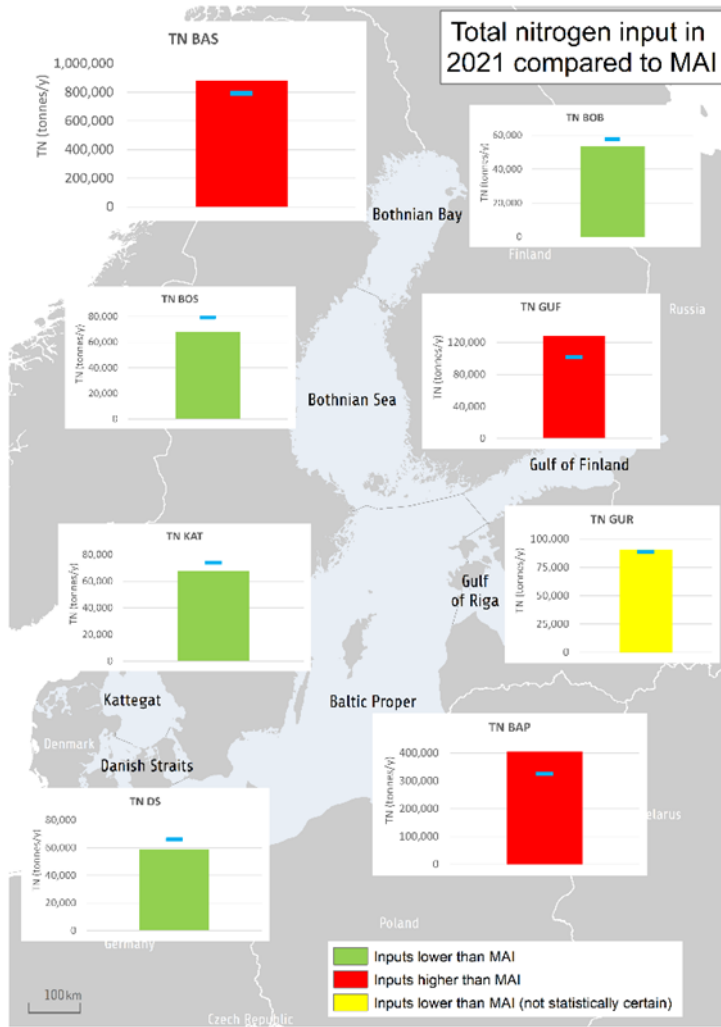 Total nitrogen input in
2021 compared to MAI
TN BAS
TN (tonnes/y)
1,000,000
800,000
600,000
400,000
200,000
0
TN BOB
TN (tonnes/y)
60,000
40,000
20,000
0
Bothnian Bay
Finland
Russia
TN BOS
TN (tonnes/y)
80,000
60,000
40,000
20,000
0
TN GUF
TN (tonnes/y)
120,000
80,000
40,000
0
Bothnian Sea
Gulf of Finland
TN KAT
TN (tonnes/y)
80,000
60,000
40,000
20,000
0
TN GUR
TN (tonnes/y)
100,000
75,000
50,000
25,000
0
Gulf
of Riga
Kattegat
Baltic Proper
Denmark
Danish Straits
TN BAP
TN (tonnes/y)
400,000
300,000
200,000
100,000
0
elarus
TN DS
TN (tonnes/y)
80,000
60,000
40,000
20,000
0
Poland
Germany
Inputs lower than MAI
Inputs higher than MAI
Inputs lower than MAI (not statistically certain)
100km
Czech Republic